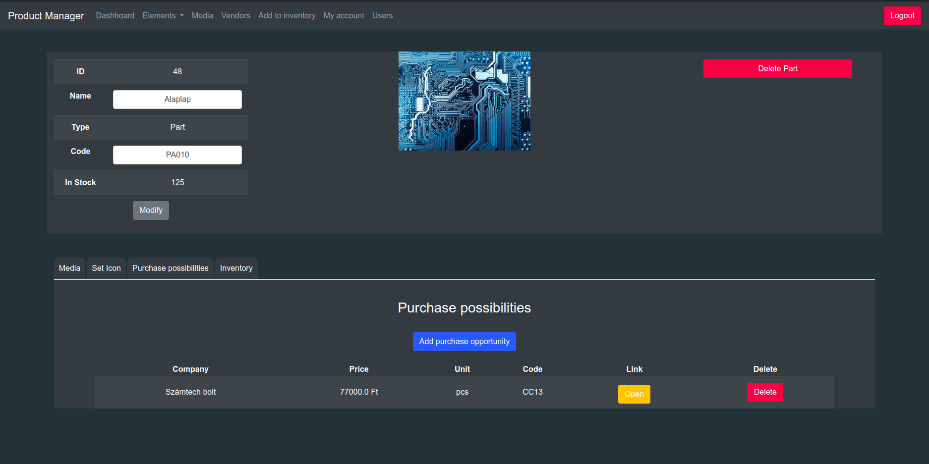 Product Manager Dashboard Elements Media Vendors Add to inventory My account Users Logout
ID 48
Name Alaplap
Type Part
Code PA010
In Stock 125
Modify
Delete Part
Media Set Icon Purchase possibilities Inventory
Purchase possibilities
Add purchase opportunity
Company Price Unit Code Link Delete
Számtech bolt 77000.0 Ft pcs CC13 Open Delete